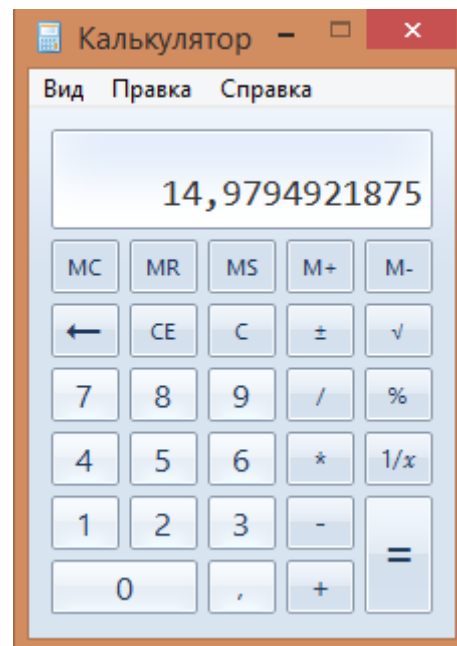 Калькулятор
Вид Правка Справка
14,9794921875
MC MR MS M+ M-
← CE C ± √
7 8 9 / %
4 5 6 * 1/x
1 2 3 - =
0 , +